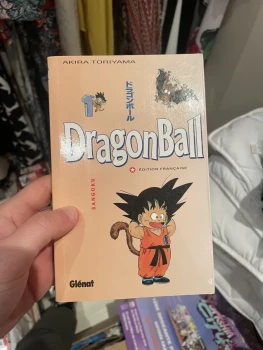 AKIRA TORIYAMA
1
ドラゴンボール
DragonBall
ÉDITION FRANÇAISE
SANGOKU
Glénat